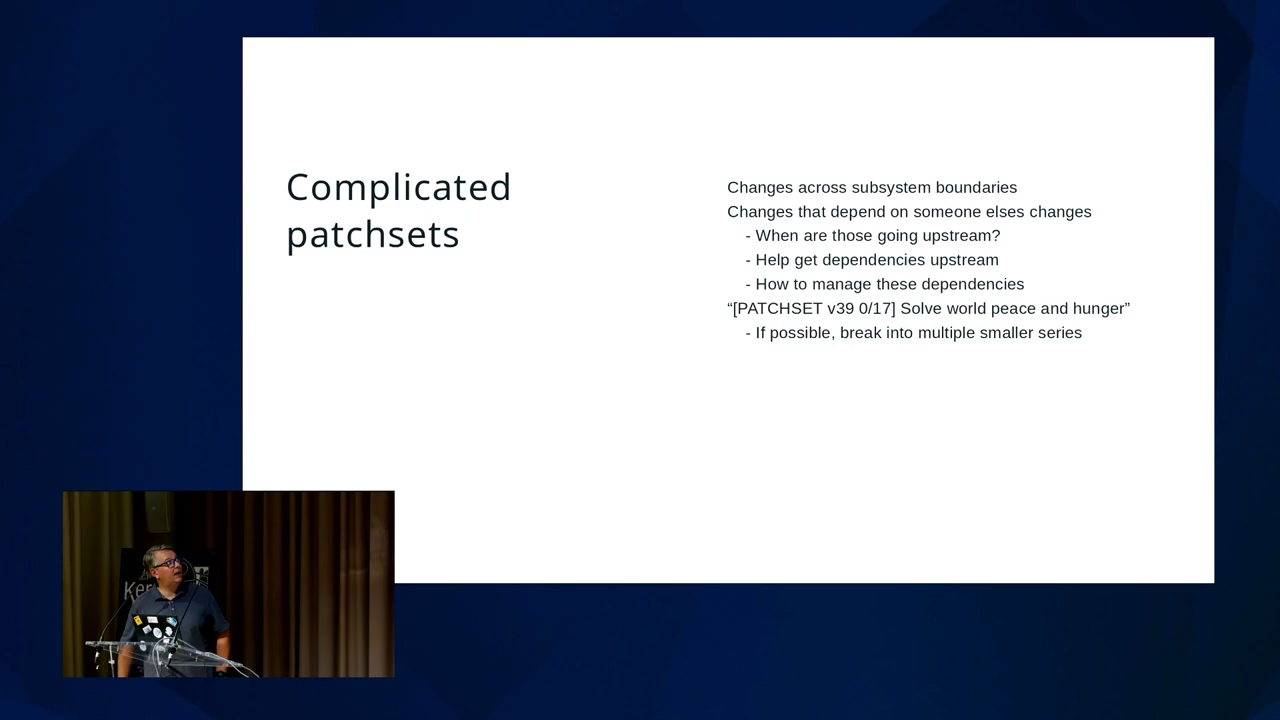 Complicated
patchsets
Changes across subsystem boundaries
Changes that depend on someone elses changes
- When are those going upstream?
- Help get dependencies upstream
- How to manage these dependencies
“[PATCHSET v39 0/17] Solve world peace and hunger”
- If possible, break into multiple smaller series